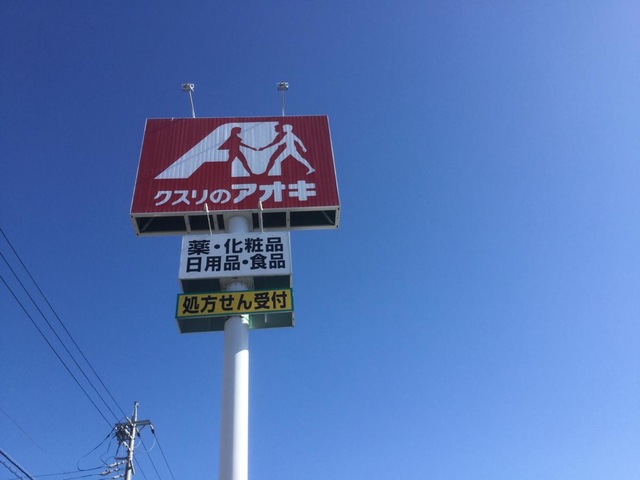 クスリのアオキ
薬・化粧品
日用品・食品
処方せん受付